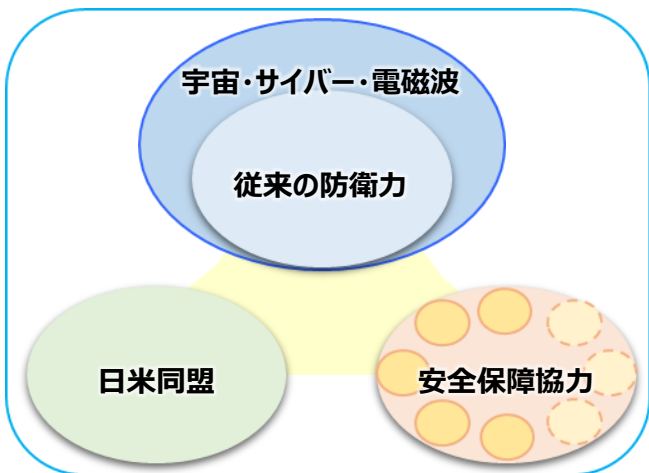 宇宙・サイバー・電磁波
従来の防衛力
日米同盟
安全保障協力